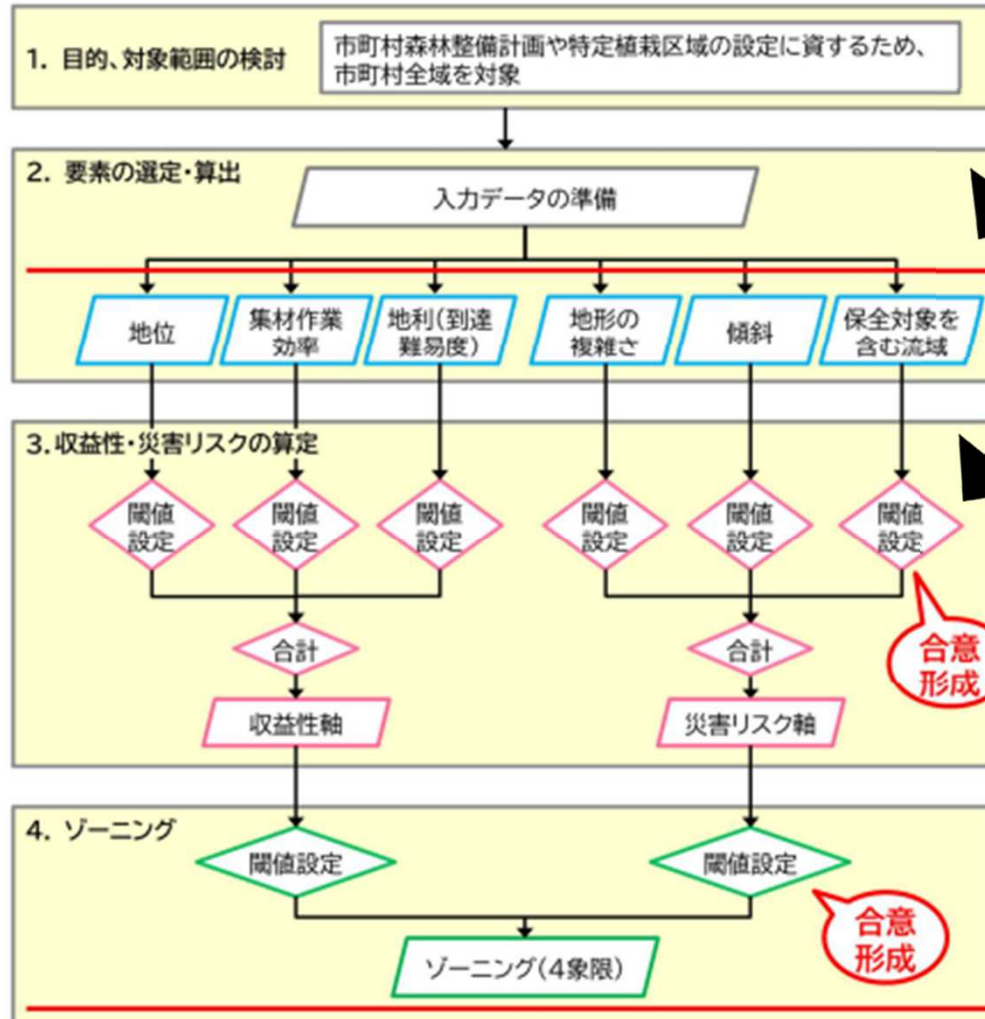 1. 目的、対象範囲の検討
市町村森林整備計画や特定植栽区域の設定に資するため、
市町村全域を対象
2. 要素の選定・算出
入力データの準備
地位
集材作業
効率
地利(到達
難易度)
地形の
複雑さ
傾斜
保全対象を
含む流域
3. 収益性・災害リスクの算定
閾値
設定
閾値
設定
閾値
設定
閾値
設定
閾値
設定
閾値
設定
合計
合計
合意
形成
収益性軸
災害リスク軸
4. ゾーニング
閾値設定
閾値設定
合意
形成
ゾーニング(4象限)